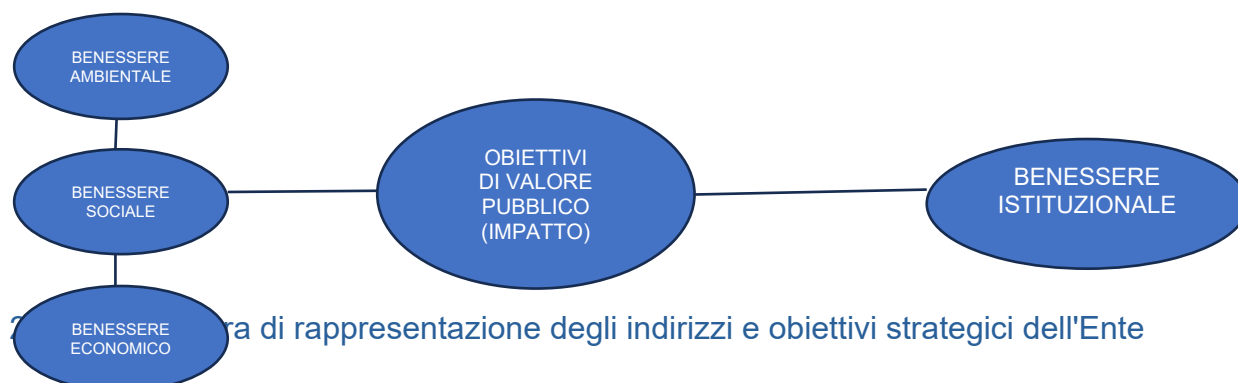 BENESSERE
AMBIENTALE
BENESSERE
SOCIALE
OBIETTIVI
DI VALORE
PUBBLICO
(IMPATTO)
BENESSERE
ISTITUZIONALE
BENESSERE
ECONOMICO
di rappresentazione degli indirizzi e obiettivi strategici dell'Ente